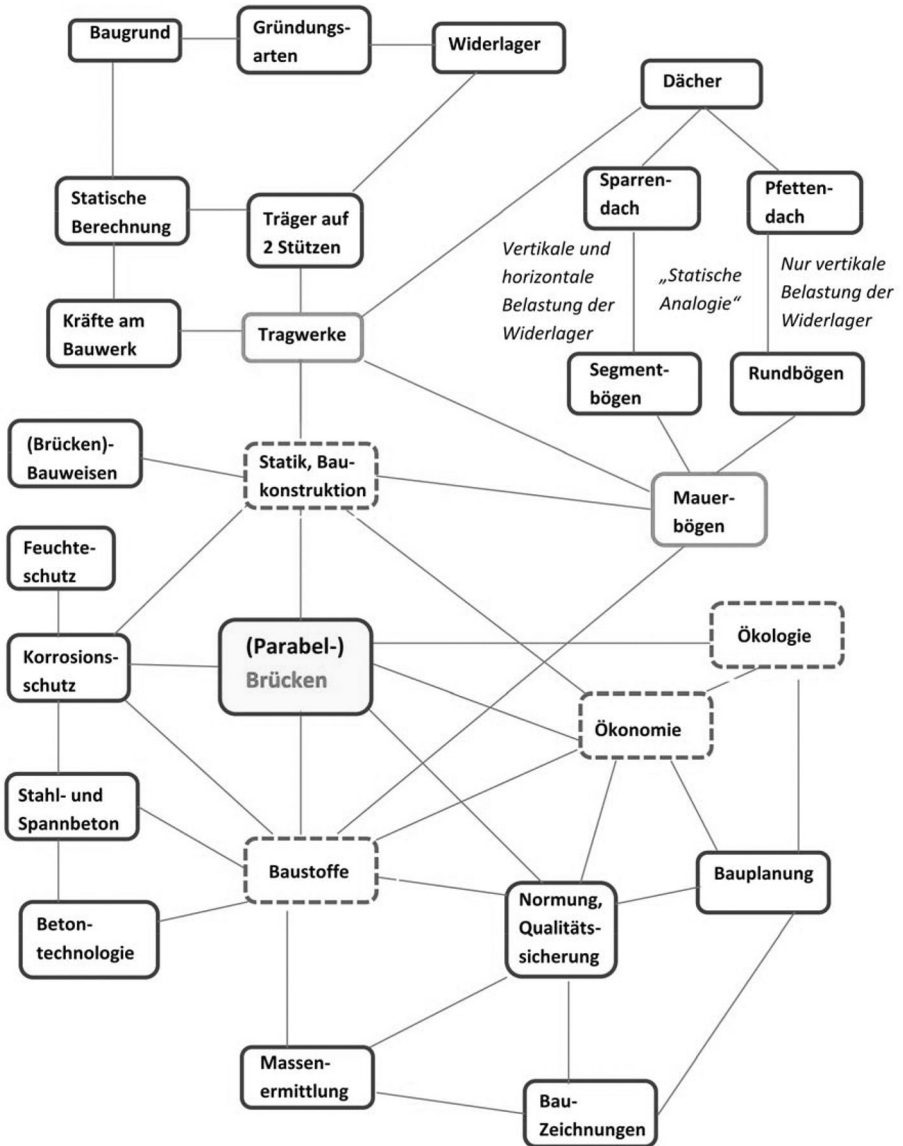 Baugrund
Gründungs-
arten
Widerlager
Dächer
Statische
Berechnung
Träger auf
2 Stützen
Sparren-
dach
Pfetten-
dach
Vertikale und
horizontale
Belastung der
Widerlager
„Statische
Analogie“
Nur vertikale
Belastung der
Widerlager
Kräfte am
Bauwerk
Tragwerke
Segment-
bögen
Rundbögen
(Brücken)-
Bauweisen
Statik, Bau-
konstruktion
Mauer-
bögen
Feuchte-
schutz
Korrosions-
schutz
(Parabel-)
Brücken
Ökologie
Ökonomie
Stahl- und
Spannbeton
Baustoffe
Bauplanung
Beton-
technologie
Normung,
Qualitäts-
sicherung
Massen-
ermittlung
Bau-
Zeichnungen